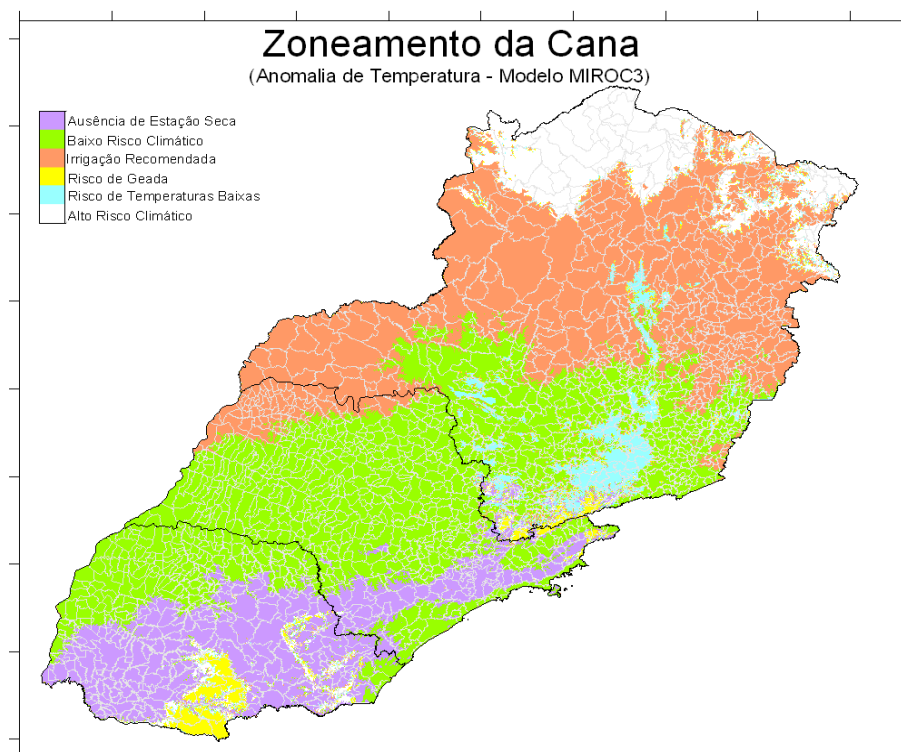 Zoneamento da Cana
(Anomalia de Temperatura - Modelo MIROC3)
Ausência de Estação Seca
Baixo Risco Climático
Irrigação Recomendada
Risco de Geada
Risco de Temperaturas Baixas
Alto Risco Climático